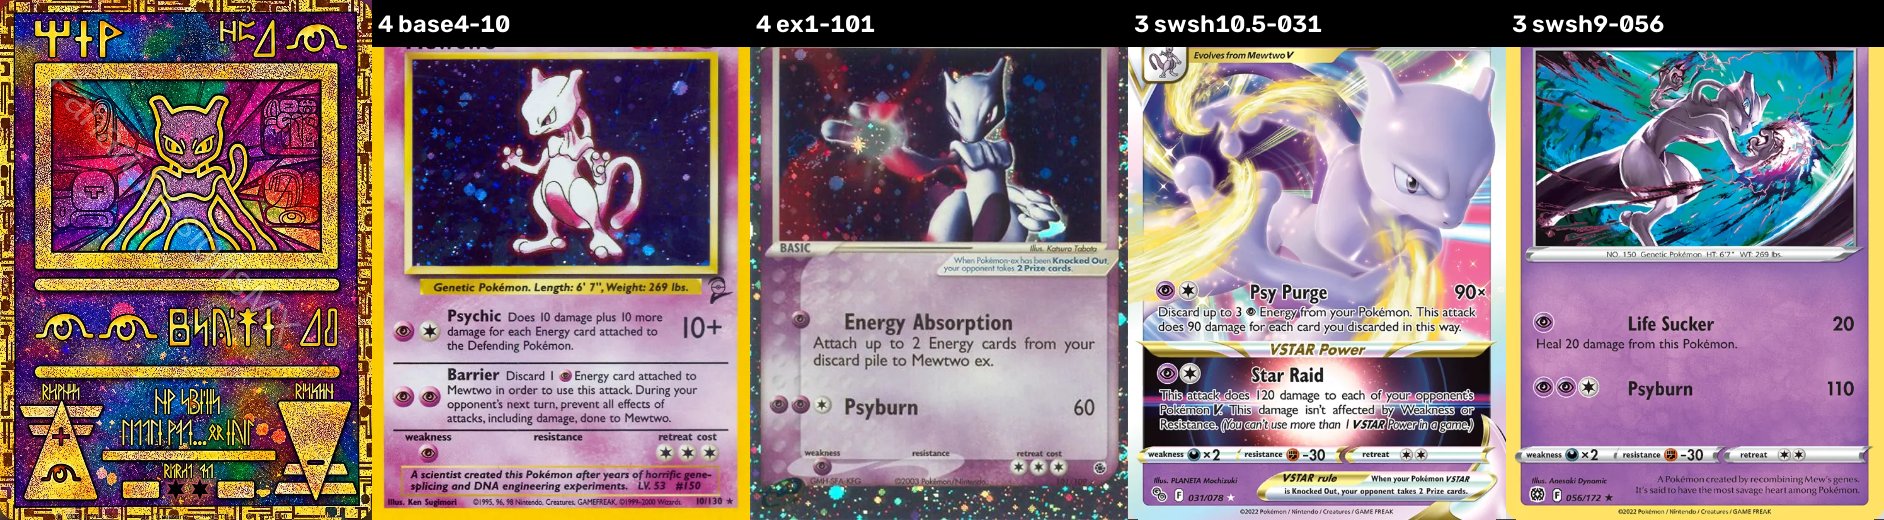 4 base4-10
Genetic Pokémon. Length: 6' 7", Weight: 269 lbs.
Psychic Does 10 damage plus 10 more
damage for each Energy card attached to
the Defending Pokémon.
10+
Barrier Discard 1 Energy card attached to
Mewtwo in order to use this attack. During your
opponent's next turn, prevent all effects of
attacks, including damage, done to Mewtwo.
weakness resistance retreat cost
A scientist created this Pokémon after years of horrific gene-
splicing and DNA engineering experiments. LV. 53 #150
Illus. Ken Sugimori ©1995, 96, 98 Nintendo, Creatures, GAMEFREAK. ©1999-2000 Wizards. 10/130
4 ex1-101
BASIC
Illus. Katsura Tabata
When Pokémon-ex has been Knocked Out,
your opponent takes 2 Prize cards.
Energy Absorption
Attach up to 2 Energy cards from your
discard pile to Mewtwo ex.
Psyburn 60
weakness resistance retreat cost
©2003 Pokémon/Nintendo
3 swsh10.5-031
Evolves from Mewtwo V
Psy Purge 90×
Discard up to 3 Energy from your Pokémon. This attack
does 90 damage for each card you discarded in this way.
VSTAR Power
Star Raid
This attack does 120 damage to each of your opponent's
Pokémon V. This damage isn't affected by Weakness or
Resistance. (You can't use more than 1 VSTAR Power in a game.)
weakness ×2 resistance -30 retreat
Illus. PLANETA Mochizuki
F 031/078
VSTAR rule When your Pokémon VSTAR
is Knocked Out, your opponent takes 2 Prize cards.
©2022 Pokémon / Nintendo / Creatures / GAME FREAK
3 swsh9-056
NO. 150 Genetic Pokémon HT: 6'7" WT: 269 lbs.
Life Sucker 20
Heal 20 damage from this Pokémon.
Psyburn 110
weakness ×2 resistance -30 retreat
Illus. Anesaki Dynamic
F 056/172
A Pokémon created by recombining Mew's genes.
It's said to have the most savage heart among Pokémon.
©2022 Pokémon / Nintendo / Creatures / GAME FREAK